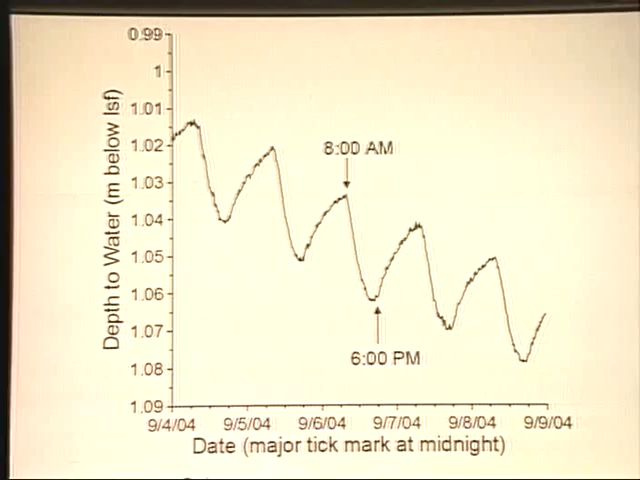 0.99
1
1.01
1.02
1.03
1.04
1.05
1.06
1.07
1.08
1.09
Depth to Water (m below lsf)
8:00 AM
6:00 PM
9/4/04 9/5/04 9/6/04 9/7/04 9/8/04 9/9/04
Date (major tick mark at midnight)